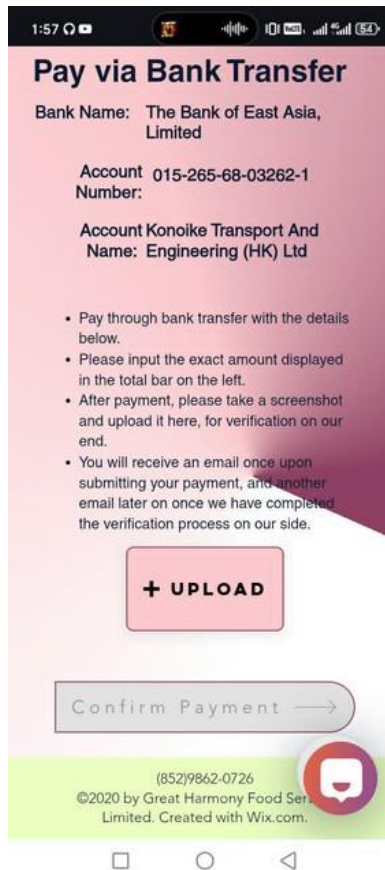 1:57
54
Pay via Bank Transfer
Bank Name: The Bank of East Asia,
Limited
Account 015-265-68-03262-1
Number:
Account Konoike Transport And
Name: Engineering (HK) Ltd
• Pay through bank transfer with the details
below.
• Please input the exact amount displayed
in the total bar on the left.
• After payment, please take a screenshot
and upload it here, for verification on our
end.
• You will receive an email once upon
submitting your payment, and another
email later on once we have completed
the verification process on our side.
+ UPLOAD
Confirm Payment
(852)9862-0726
©2020 by Great Harmony Food
Limited. Created with Wix.com.